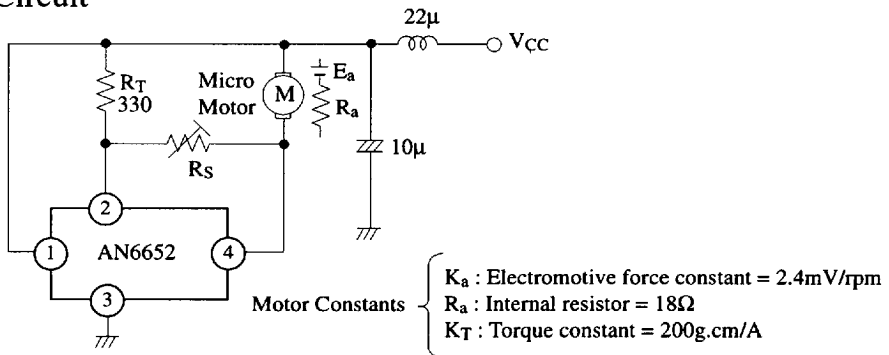 Circuit
22μ
VCC
RT
330
Micro
Motor
M
Ea
Ra
10μ
RS
2
1
AN6652
4
3
Motor Constants
Ka : Electromotive force constant = 2.4mV/rpm
Ra : Internal resistor = 18Ω
KT : Torque constant = 200g.cm/A